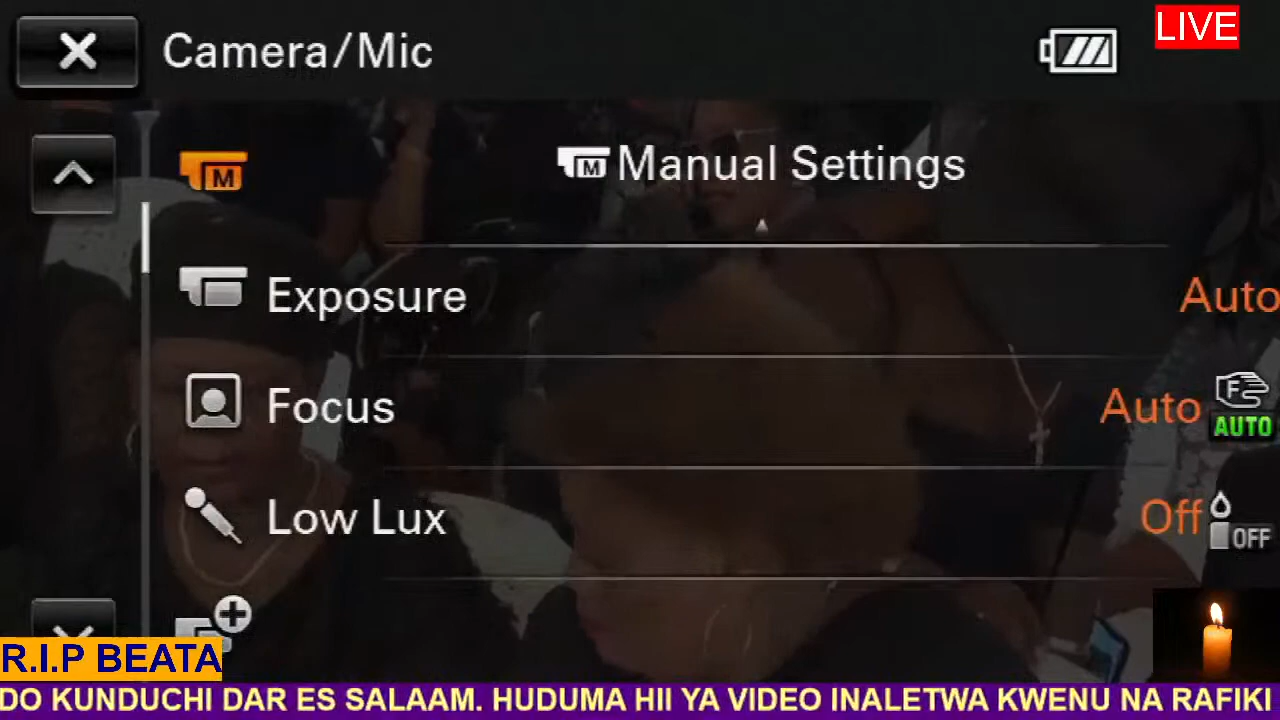 Camera/Mic
LIVE
M
M Manual Settings
Exposure Auto
Focus Auto F AUTO
Low Lux Off OFF
R.I.P BEATA
DO KUNDUCHI DAR ES SALAAM. HUDUMA HII YA VIDEO INALETWA KWENU NA RAFIKI